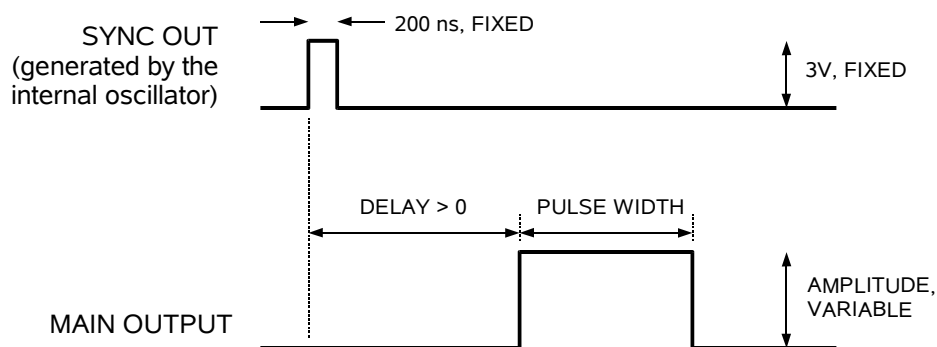 SYNC OUT
(generated by the
internal oscillator)
200 ns, FIXED
3V, FIXED
DELAY > 0
PULSE WIDTH
AMPLITUDE,
VARIABLE
MAIN OUTPUT